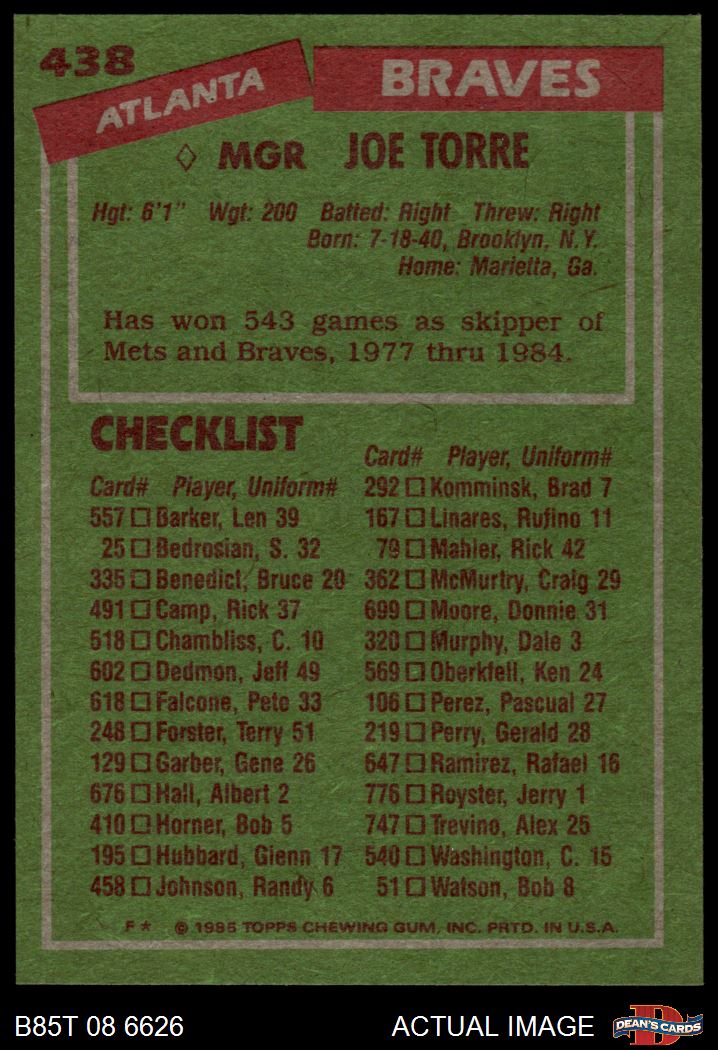 438
ATLANTA BRAVES
◇ MGR JOE TORRE
Hgt: 6'1" Wgt: 200 Batted: Right Threw: Right
Born: 7-18-40, Brooklyn, N.Y.
Home: Marietta, Ga.
Has won 543 games as skipper of
Mets and Braves, 1977 thru 1984.
CHECKLIST
Card# Player, Uniform#
557 □ Barker, Len 39
25 □ Bedrosian, S. 32
335 □ Benedict, Bruce 20
491 □ Camp, Rick 37
518 □ Chambliss, C. 10
602 □ Dedmon, Jeff 49
618 □ Falcone, Pete 33
248 □ Forster, Terry 51
129 □ Garber, Gene 26
676 □ Hall, Albert 2
410 □ Horner, Bob 5
195 □ Hubbard, Glenn 17
458 □ Johnson, Randy 6
Card# Player, Uniform#
292 □ Komminsk, Brad 7
167 □ Linares, Rufino 11
79 □ Mahler, Rick 42
362 □ McMurtry, Craig 29
699 □ Moore, Donnie 31
320 □ Murphy, Dale 3
569 □ Oberkfell, Ken 24
106 □ Perez, Pascual 27
219 □ Perry, Gerald 28
647 □ Ramirez, Rafael 16
776 □ Royster, Jerry 1
747 □ Trevino, Alex 25
540 □ Washington, C. 15
51 □ Watson, Bob 8
F* © 1985 TOPPS CHEWING GUM, INC. PRTD. IN U.S.A.
B85T 08 6626 ACTUAL IMAGE DEAN'S CARDS